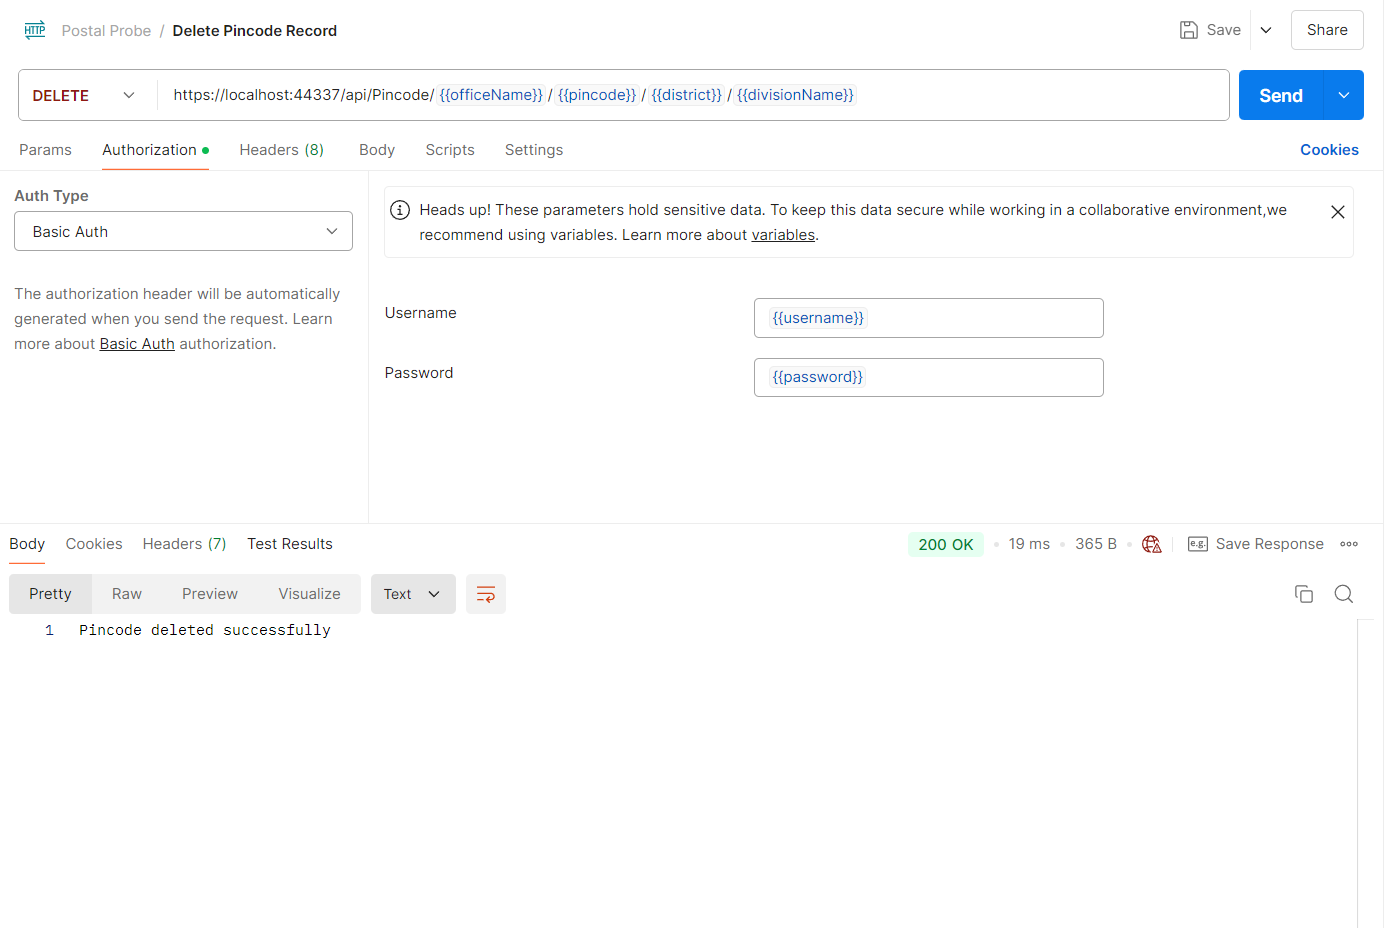 HTTP Postal Probe / Delete Pincode Record Save Share
DELETE https://localhost:44337/api/Pincode/ {{officeName}} / {{pincode}} / {{district}} / {{divisionName}} Send
Params Authorization Headers (8) Body Scripts Settings Cookies
Auth Type
Basic Auth
The authorization header will be automatically
generated when you send the request. Learn
more about Basic Auth authorization.
Heads up! These parameters hold sensitive data. To keep this data secure while working in a collaborative environment,we
recommend using variables. Learn more about variables.
Username {{username}}
Password {{password}}
Body Cookies Headers (7) Test Results 200 OK 19 ms 365 B e.g. Save Response
Pretty Raw Preview Visualize Text
1 Pincode deleted successfully